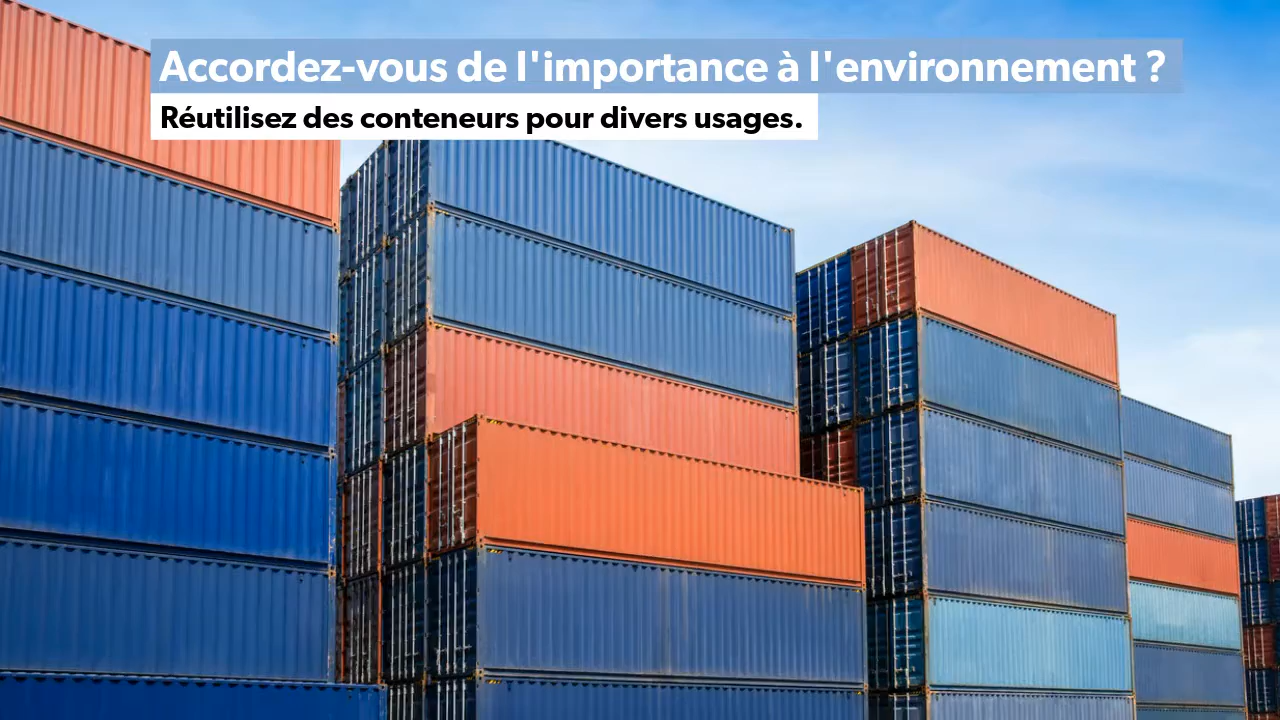 Accordez-vous de l'importance à l'environnement ?
Réutilisez des conteneurs pour divers usages.